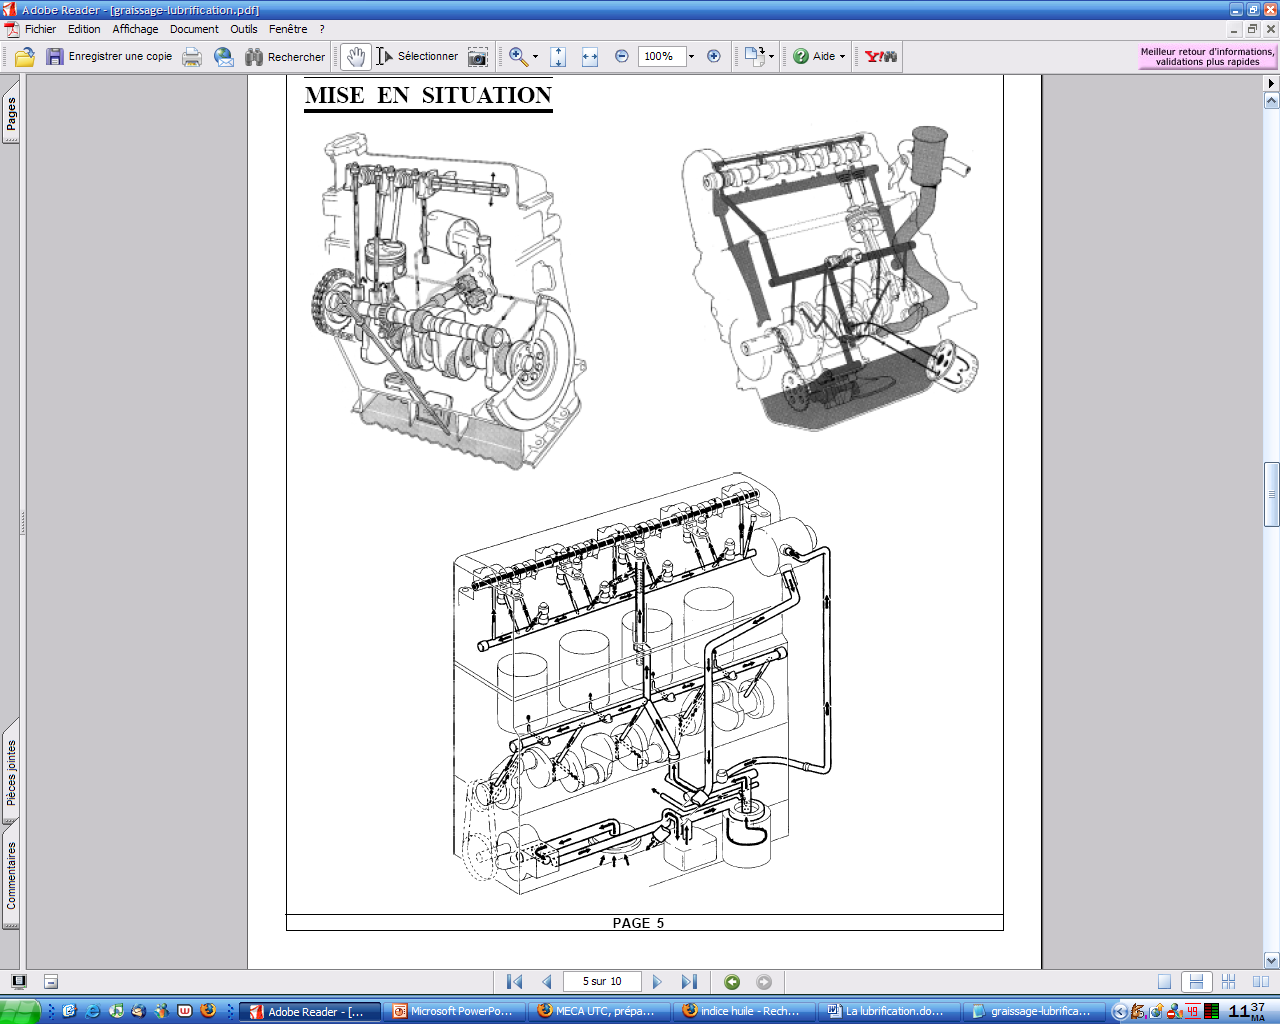 Adobe Reader - [graissage-lubrification.pdf]
Fichier Edition Affichage Document Outils Fenêtre ?
Enregistrer une copie Rechercher Sélectionner 100% Aide Y!
Meilleur retour d'informations,
validations plus rapides
Pages
Pièces jointes
Commentaires
MISE EN SITUATION
PAGE 5
5 sur 10
Adobe Reader - [... Microsoft PowerPo... MECA UTC, prépa... indice huile - Rech... La lubrification.do... graissage-lubrifica... 49 11 37
MA